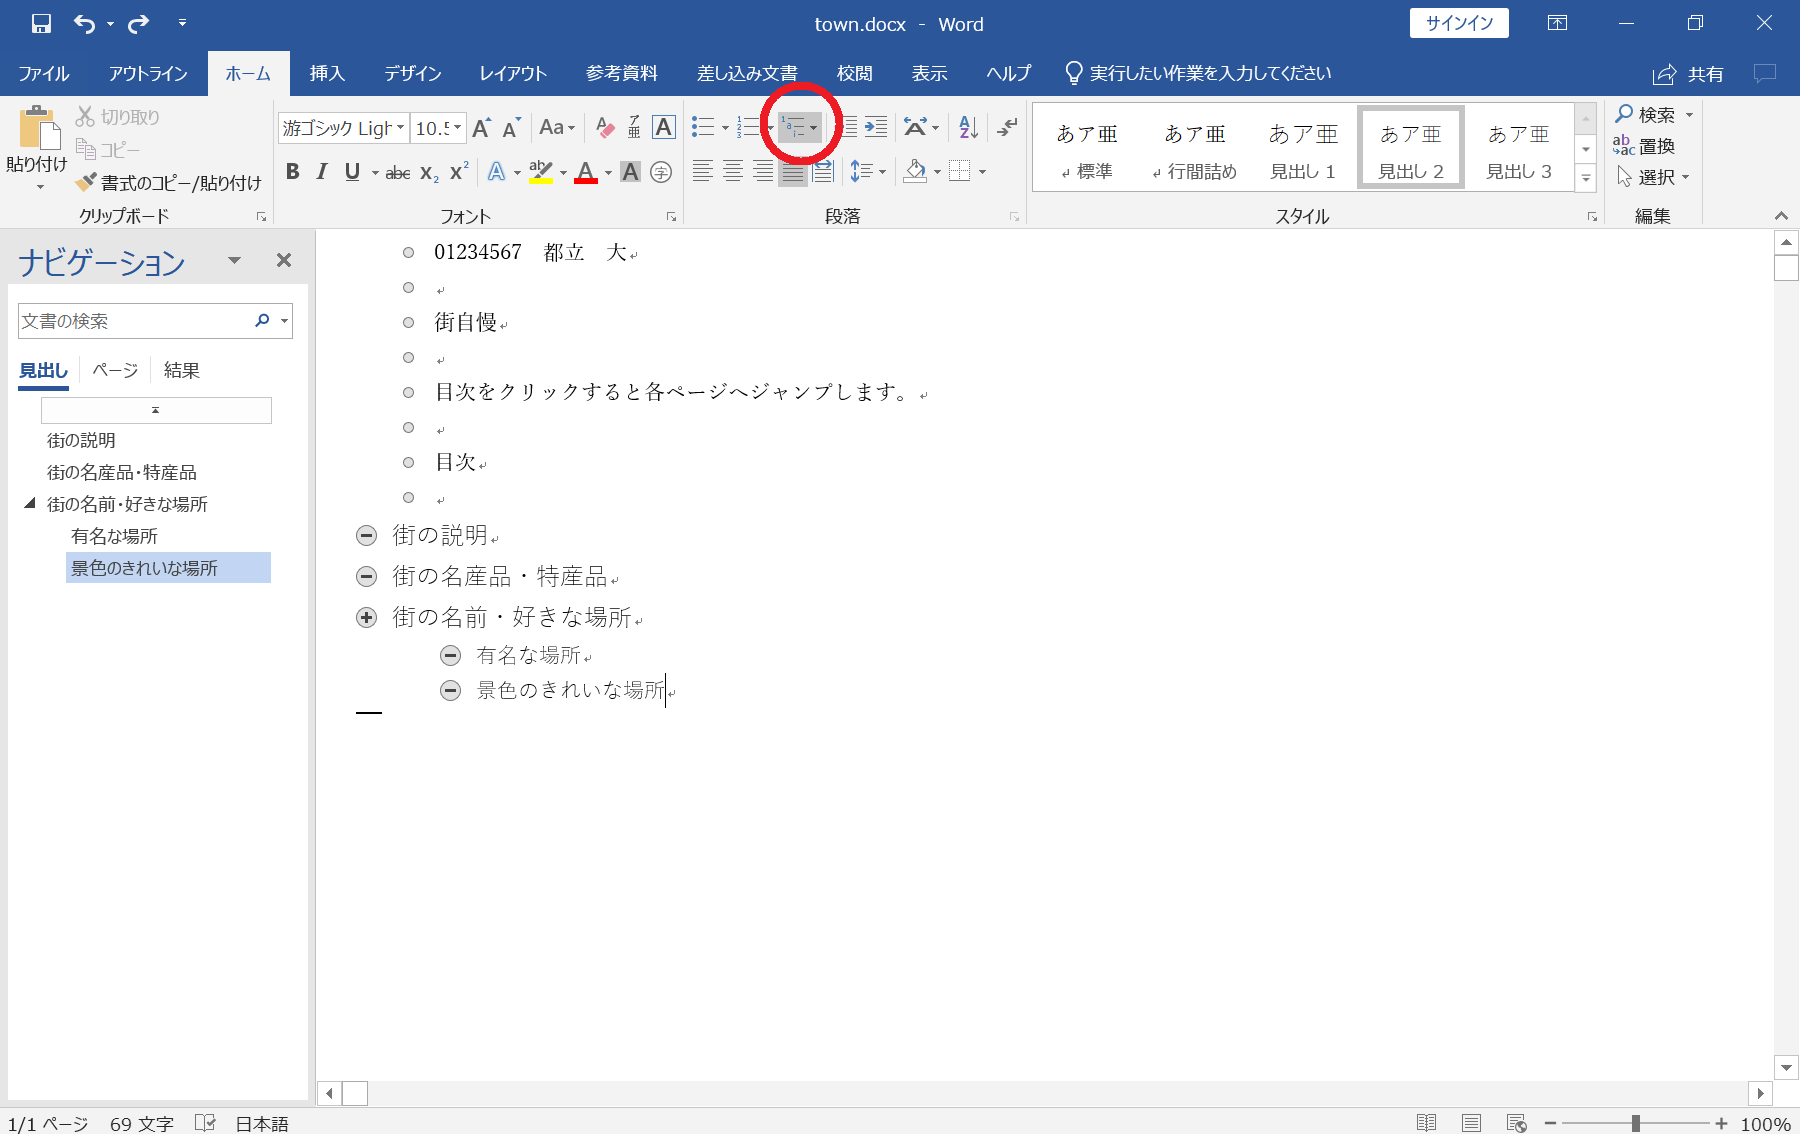 town.docx - Word
サインイン
ファイル アウトライン ホーム 挿入 デザイン レイアウト 参考資料 差し込み文書 校閲 表示 ヘルプ 実行したい作業を入力してください 共有
貼り付け
切り取り
コピー
書式のコピー/貼り付け
クリップボード
游ゴシック Ligh 10.5
フォント
段落
あア亜 あア亜 あア亜 あア亜 あア亜
標準 行間詰め 見出し 1 見出し 2 見出し 3
スタイル
検索
置換
選択
編集
ナビゲーション
文書の検索
見出し ページ 結果
街の説明
街の名産品・特産品
街の名前・好きな場所
有名な場所
景色のきれいな場所
01234567 都立 大
街自慢
目次をクリックすると各ページへジャンプします。
目次
街の説明
街の名産品・特産品
街の名前・好きな場所
有名な場所
景色のきれいな場所
1/1 ページ 69 文字 日本語 100%